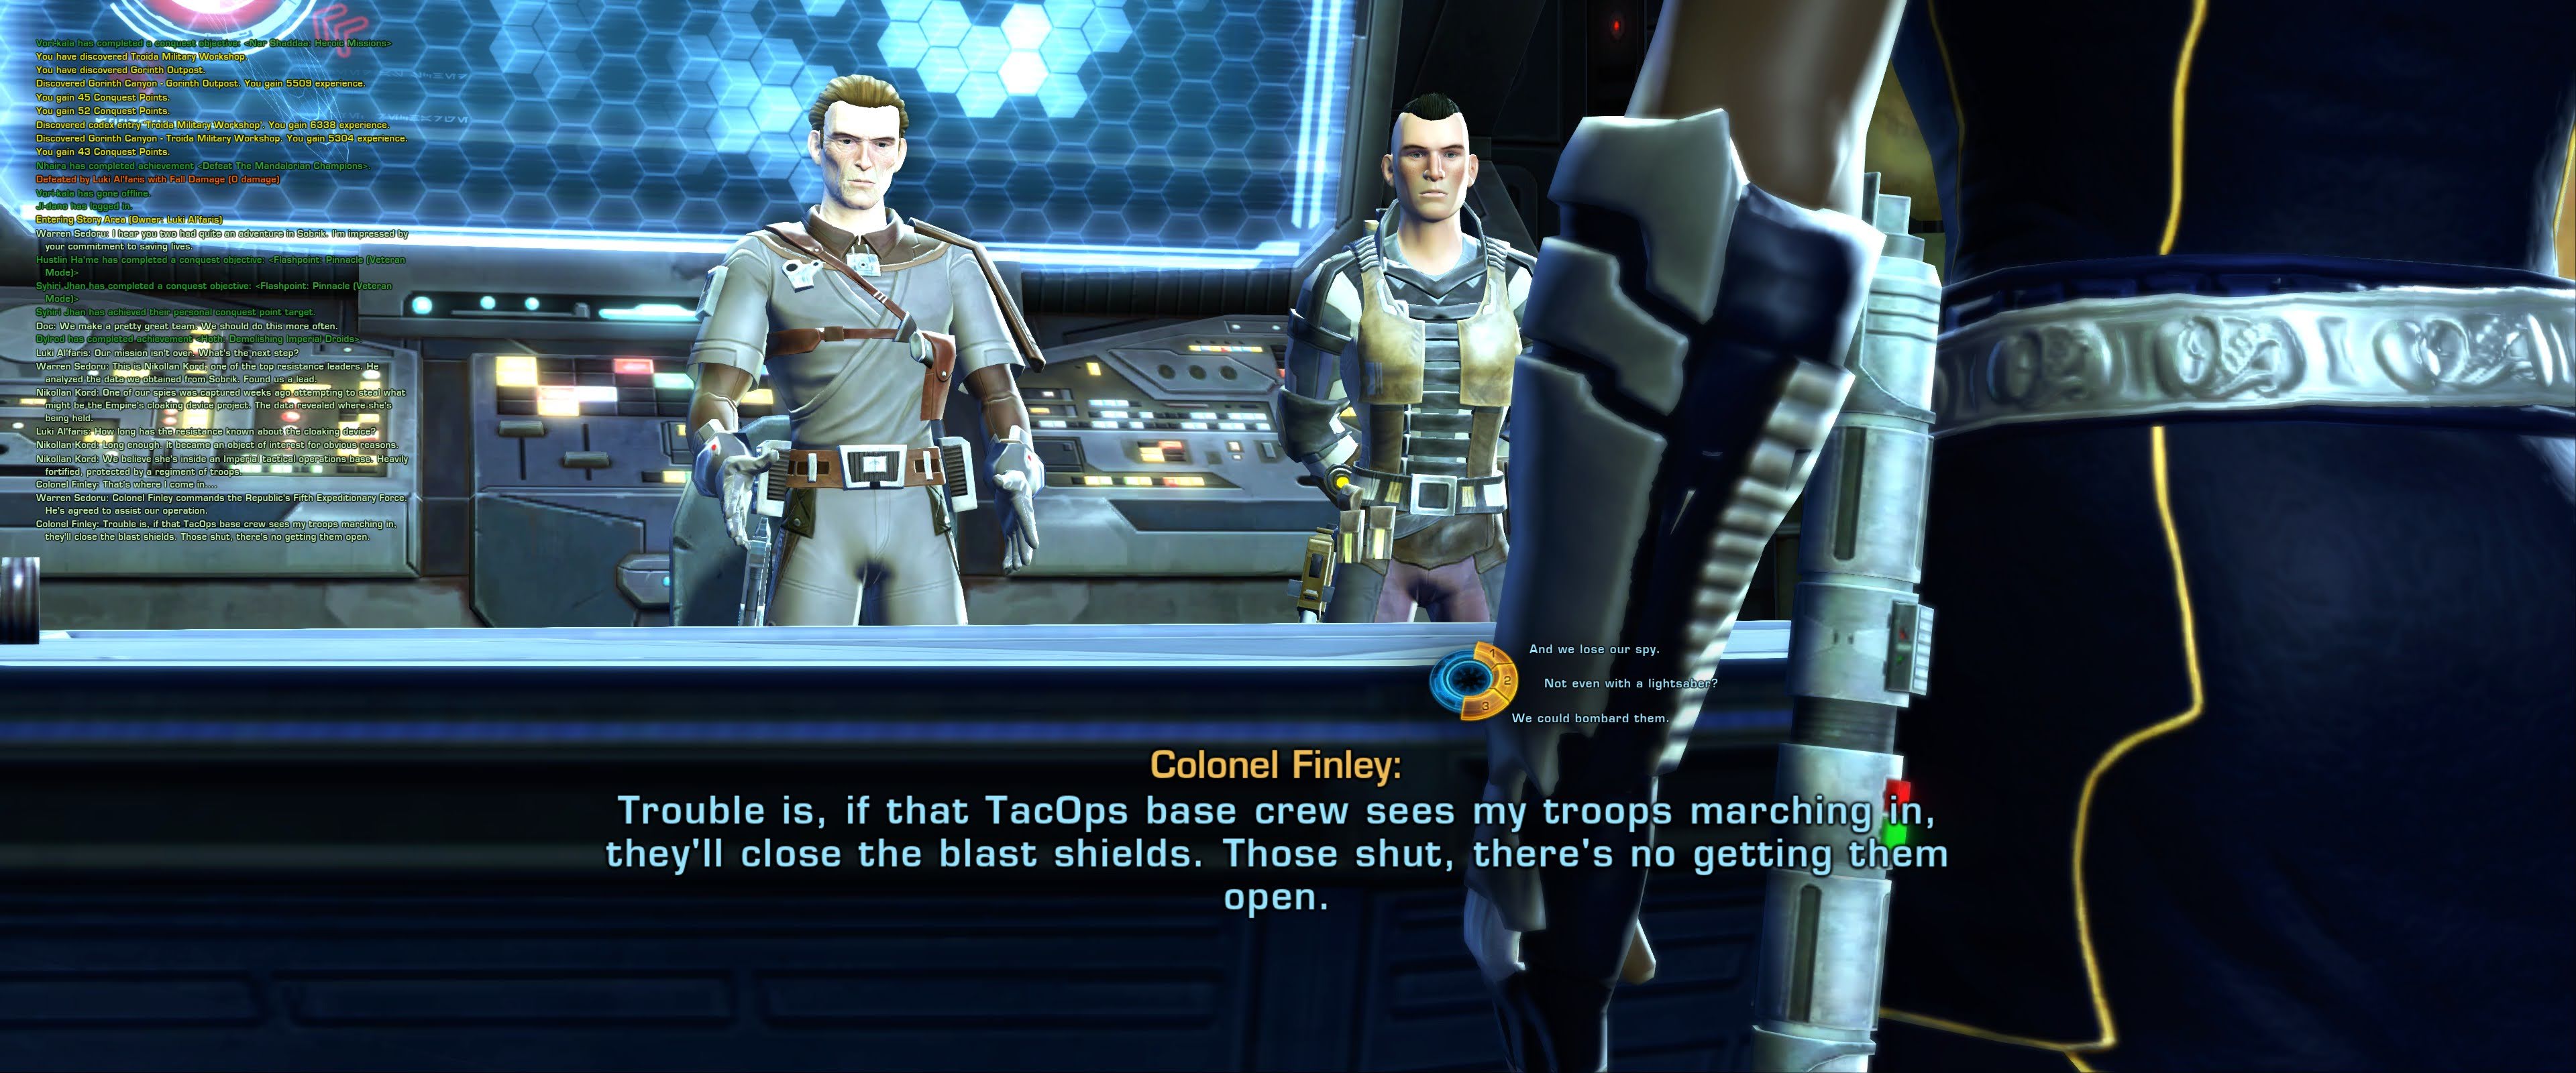 Vori-kala has completed a conquest objective: <Nar Shaddaa: Heroic Missions>
You have discovered Troida Military Workshop.
You have discovered Gorinth Outpost.
Discovered Gorinth Canyon - Gorinth Outpost. You gain 5509 experience.
You gain 45 Conquest Points.
You gain 52 Conquest Points.
Discovered codex entry 'Troida Military Workshop'. You gain 6338 experience.
Discovered Gorinth Canyon - Troida Military Workshop. You gain 5304 experience.
You gain 43 Conquest Points.
Nhaira has completed achievement <Defeat The Mandalorian Champions>
Defeated by Luki Al'faris with Fall Damage (0 damage)
Vori-kala has gone offline.
has logged in.
Entering Story Area (Owner: Luki Al'faris)
Warren Sedoru: I hear you two had quite an adventure in Sobrik. I'm impressed by
your commitment to saving lives.
Hustlin Ha'me has completed a conquest objective: <Flashpoint: Pinnacle (Veteran
Mode)>
Syhiri Jhan has completed a conquest objective: <Flashpoint: Pinnacle (Veteran
Mode)>
Syhiri Jhan has achieved their personal conquest point target.
Doc: We make a pretty great team. We should do this more often.
has completed achievement <Hoth: Demolishing Imperial Droids>
Luki Al'faris: Our mission isn't over. What's the next step?
Warren Sedoru: This is Nikollan Kord, one of the top resistance leaders. He
analyzed the data we obtained from Sobrik. Found us a lead.
Nikollan Kord: One of our spies was captured weeks ago attempting to steal what
might be the Empire's cloaking device project. The data revealed where she's
being held.
Luki Al'faris: How long has the resistance known about the cloaking device?
Nikollan Kord: Long enough. It became an object of interest for obvious reasons.
Nikollan Kord: We believe she's inside an Imperial tactical operations base. Heavily
fortified, protected by a regiment of troops.
Colonel Finley: That's where I come in....
Warren Sedoru: Colonel Finley commands the Republic's Fifth Expeditionary Force.
He's agreed to assist our operation.
Colonel Finley: Trouble is, if that TacOps base crew sees my troops marching in,
they'll close the blast shields. Those shut, there's no getting them open.
1 And we lose our spy.
2 Not even with a lightsaber?
3 We could bombard them.
Colonel Finley:
Trouble is, if that TacOps base crew sees my troops marching in,
they'll close the blast shields. Those shut, there's no getting them
open.